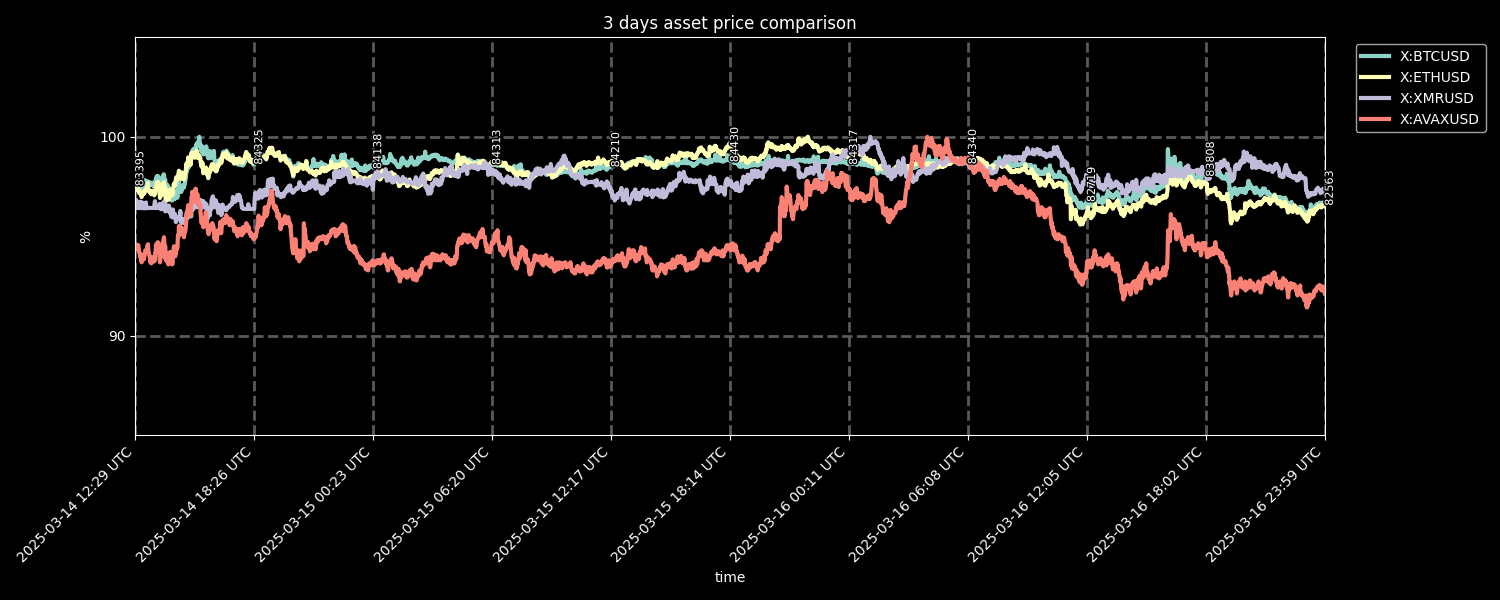 3 days asset price comparison
X:BTCUSD
X:ETHUSD
X:XMRUSD
X:AVAXUSD
100
90
%
83395
84325
84138
84313
84210
84430
84317
84340
82719
83808
82563
2025-03-14 12:29 UTC
2025-03-14 18:26 UTC
2025-03-15 00:23 UTC
2025-03-15 06:20 UTC
2025-03-15 12:17 UTC
2025-03-15 18:14 UTC
2025-03-16 00:11 UTC
2025-03-16 06:08 UTC
2025-03-16 12:05 UTC
2025-03-16 18:02 UTC
2025-03-16 23:59 UTC
time